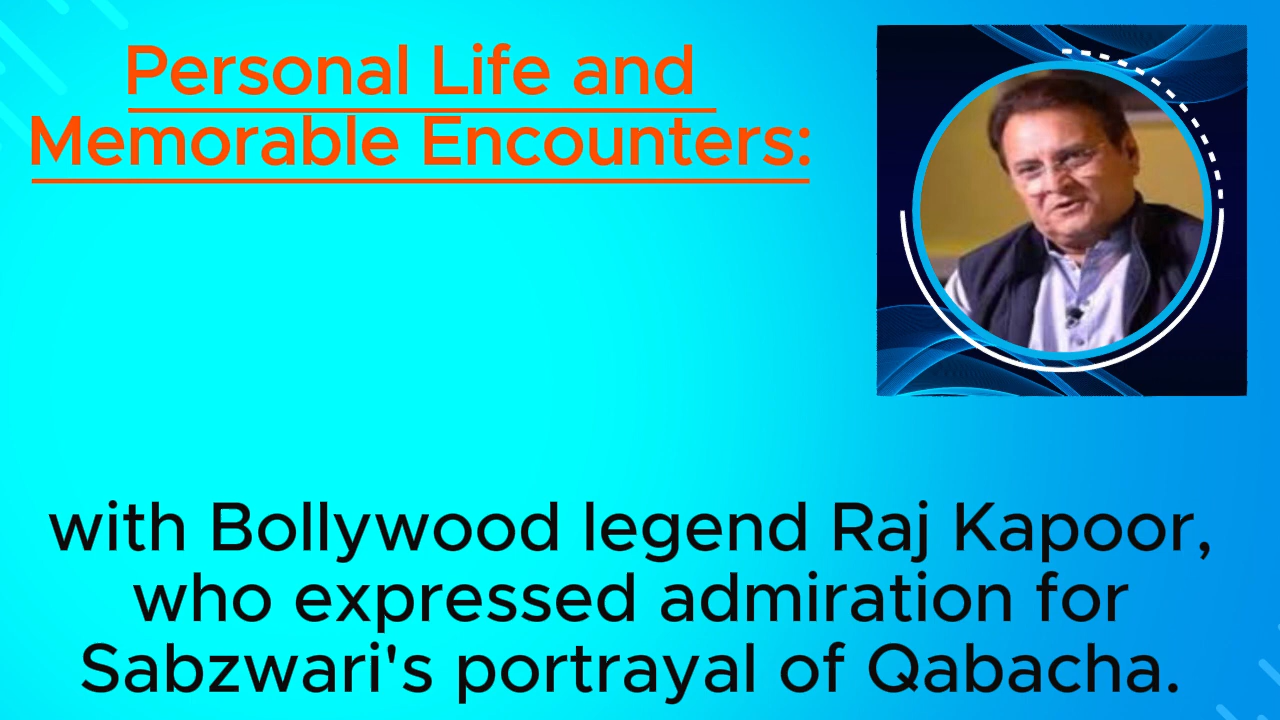 Personal Life and
Memorable Encounters:
with Bollywood legend Raj Kapoor,
who expressed admiration for
Sabzwari's portrayal of Qabacha.